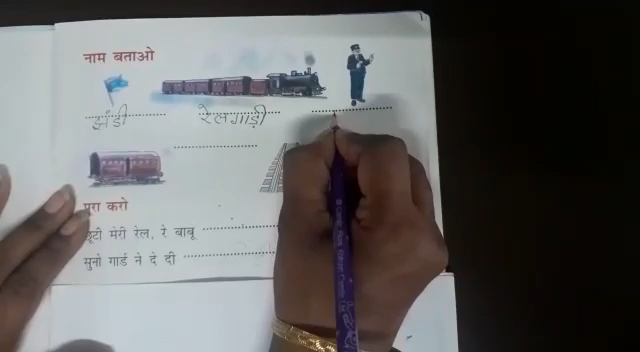 नाम बताओ
झंडी रेलगाड़ी
पूरा करो
छूटी मेरी रेल, रे बाबू
सुनो गार्ड ने दे दी